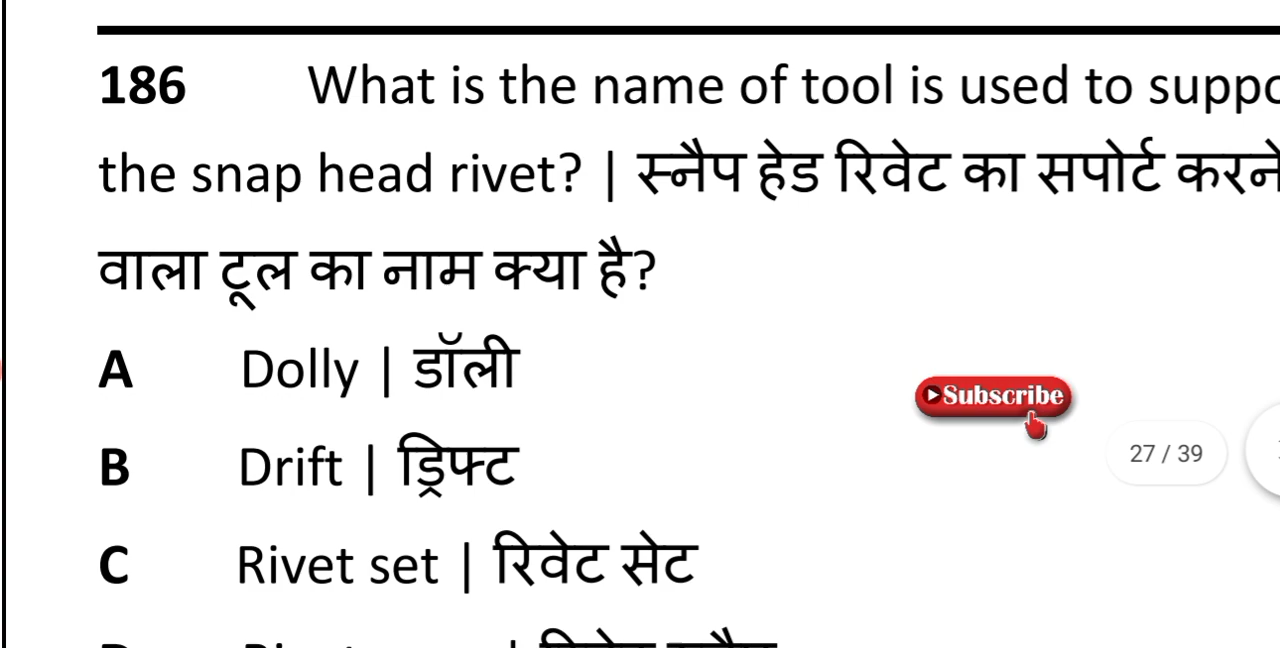 186 What is the name of tool is used to suppo
the snap head rivet? | स्नैप हेड रिवेट का सपोर्ट करने
वाला टूल का नाम क्या है?
A Dolly | डॉली
Subscribe
B Drift | ड्रिफ्ट
27 / 39
C Rivet set | रिवेट सेट